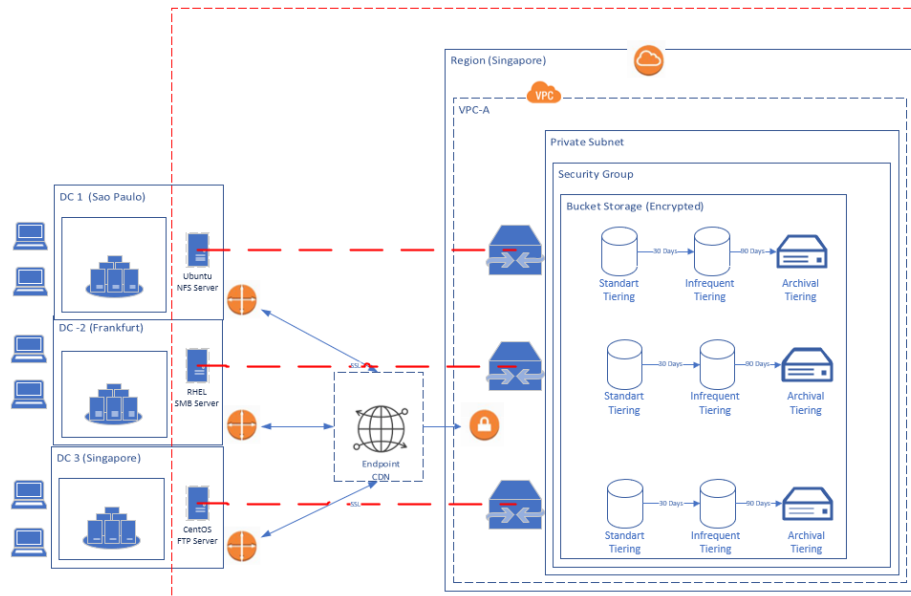 Region (Singapore)
VPC
VPC-A
Private Subnet
Security Group
DC 1 (Sao Paulo)
Bucket Storage (Encrypted)
30 Days
90 Days
Ubuntu
NFS Server
Standart
Tiering
Infrequent
Tiering
Archival
Tiering
DC -2 (Frankfurt)
SSL
30 Days
90 Days
RHEL
SMB Server
Standart
Tiering
Infrequent
Tiering
Archival
Tiering
DC 3 (Singapore)
Endpoint
CDN
SSL
30 Days
90 Days
CentOS
FTP Server
Standart
Tiering
Infrequent
Tiering
Archival
Tiering